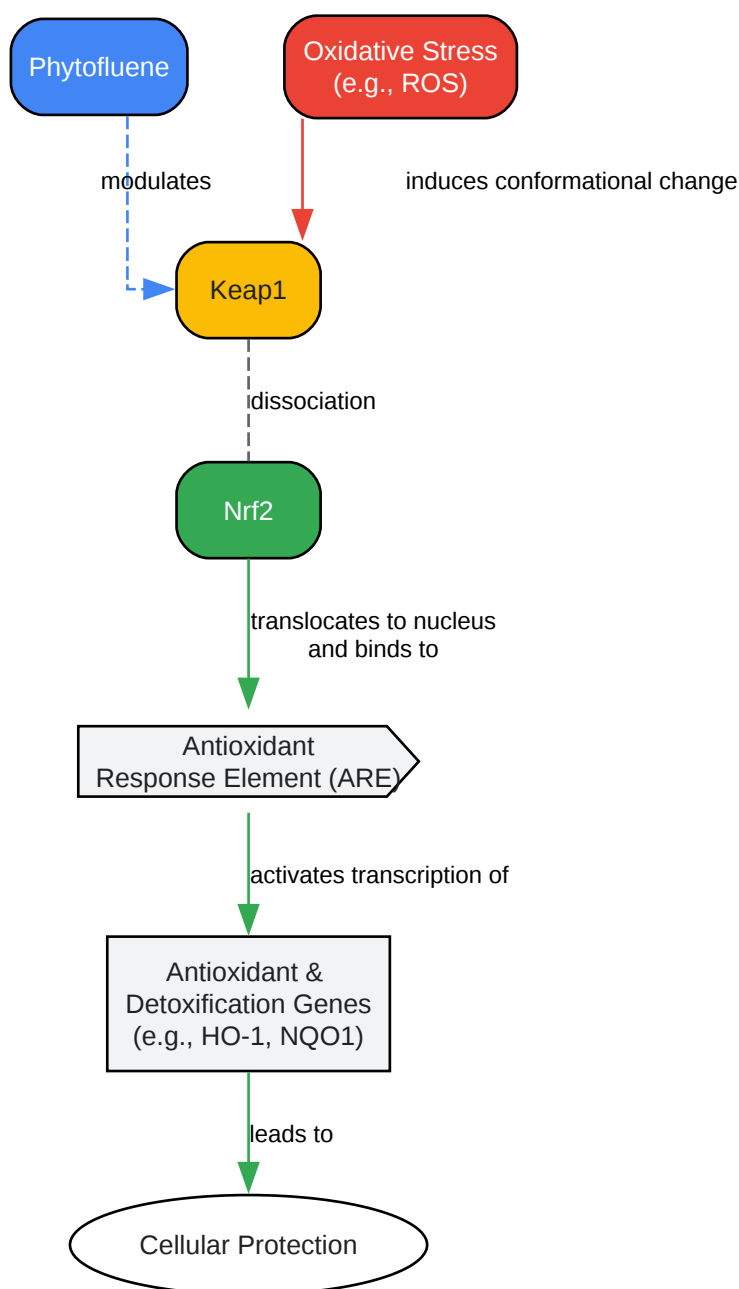 Phytofluene
Oxidative Stress
(e.g., ROS)
modulates
induces conformational change
Keap1
dissociation
Nrf2
translocates to nucleus
and binds to
Antioxidant
Response Element (ARE)
activates transcription of
Antioxidant &
Detoxification Genes
(e.g., HO-1, NQO1)
leads to
Cellular Protection